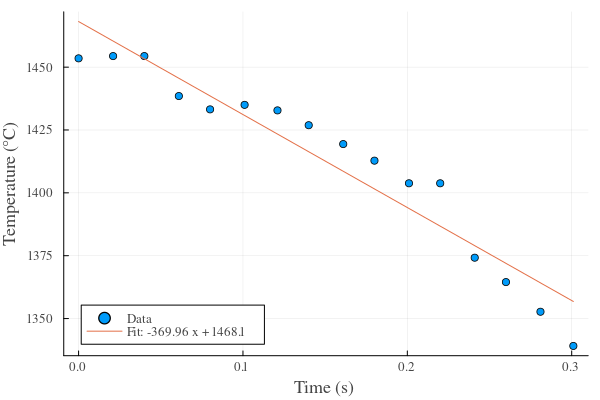 Temperature (°C)
1450
1425
1400
1375
1350
Data
Fit: -369.96 x + 1468.1
0.0
0.1
0.2
0.3
Time (s)